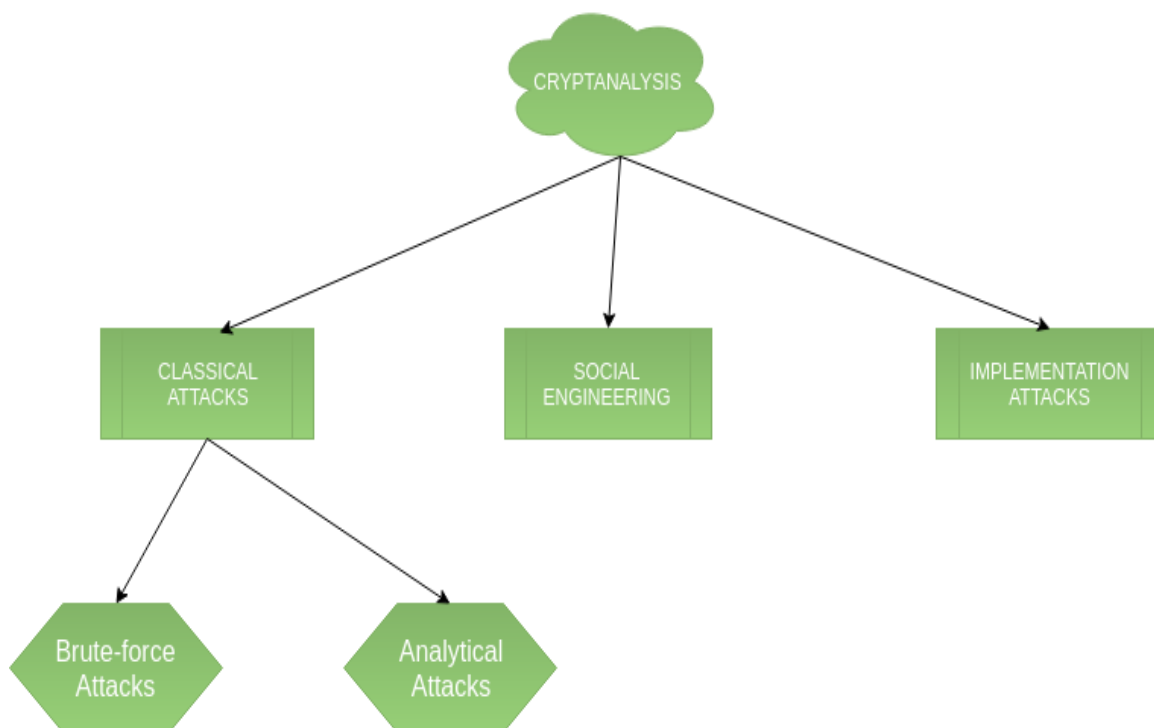 CRYPTANALYSIS
CLASSICAL
ATTACKS
SOCIAL
ENGINEERING
IMPLEMENTATION
ATTACKS
Brute-force
Attacks
Analytical
Attacks